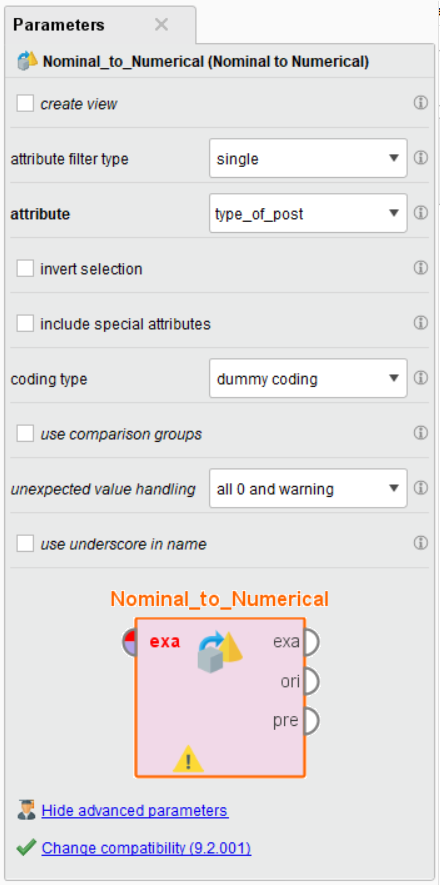 Parameters
Nominal_to_Numerical (Nominal to Numerical)
create view
attribute filter type single
attribute type_of_post
invert selection
include special attributes
coding type dummy coding
use comparison groups
unexpected value handling all 0 and warning
use underscore in name
Nominal_to_Numerical
exa exa
ori
pre
Hide advanced parameters
Change compatibility (9.2.001)